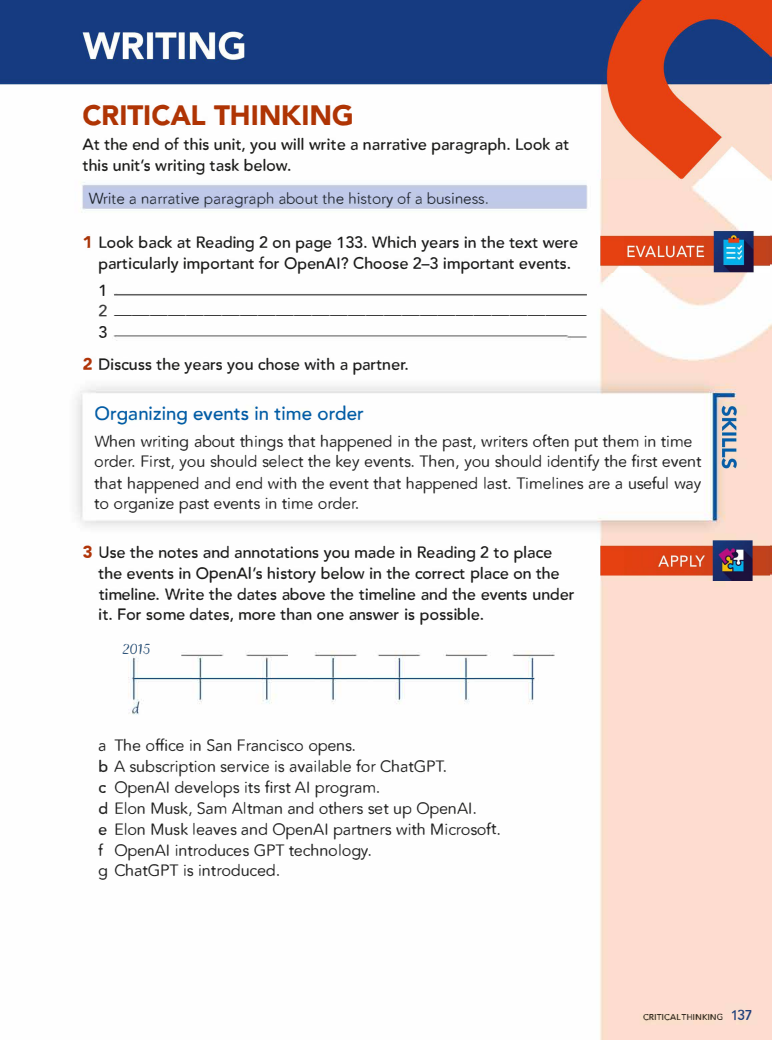 WRITING
CRITICAL THINKING
At the end of this unit, you will write a narrative paragraph. Look at
this unit's writing task below.
Write a narrative paragraph about the history of a business.
1 Look back at Reading 2 on page 133. Which years in the text were
particularly important for OpenAI? Choose 2–3 important events.
EVALUATE
1
2
3
2 Discuss the years you chose with a partner.
Organizing events in time order
When writing about things that happened in the past, writers often put them in time
order. First, you should select the key events. Then, you should identify the first event
that happened and end with the event that happened last. Timelines are a useful way
to organize past events in time order.
SKILLS
3 Use the notes and annotations you made in Reading 2 to place
the events in OpenAI's history below in the correct place on the
timeline. Write the dates above the timeline and the events under
it. For some dates, more than one answer is possible.
APPLY
2015
d
a The office in San Francisco opens.
b A subscription service is available for ChatGPT.
c OpenAI develops its first AI program.
d Elon Musk, Sam Altman and others set up OpenAI.
e Elon Musk leaves and OpenAI partners with Microsoft.
f OpenAI introduces GPT technology.
g ChatGPT is introduced.
CRITICAL THINKING 137